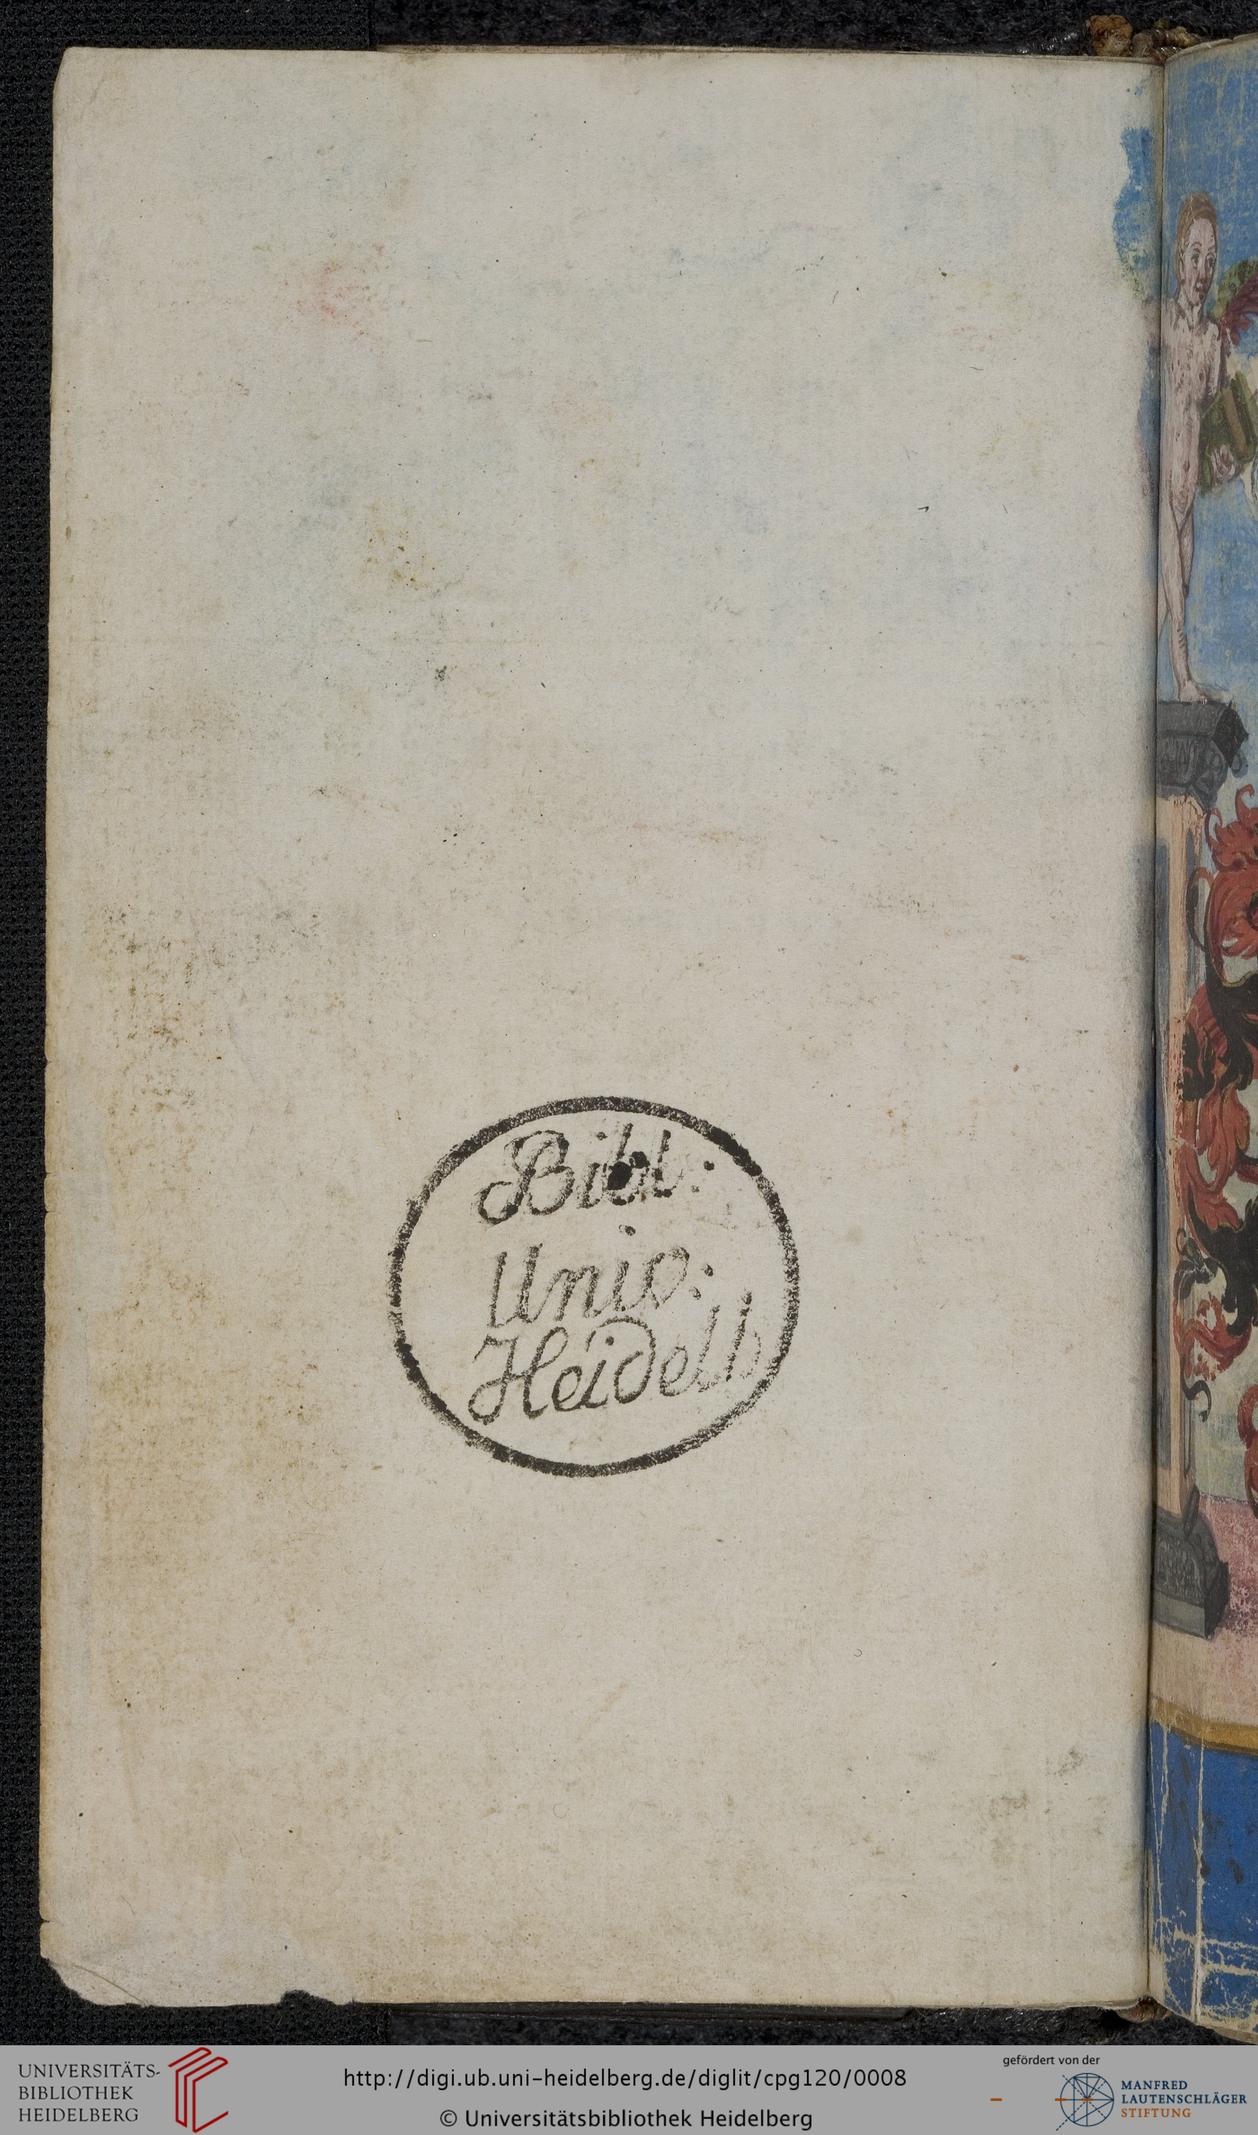 Bibl:
Univ:
Heidelb
UNIVERSITÄTS-
BIBLIOTHEK
HEIDELBERG
http://digi.ub.uni-heidelberg.de/diglit/cpg120/0008
© Universitätsbibliothek Heidelberg
gefördert von der
MANFRED
LAUTENSCHLÄGER
STIFTUNG